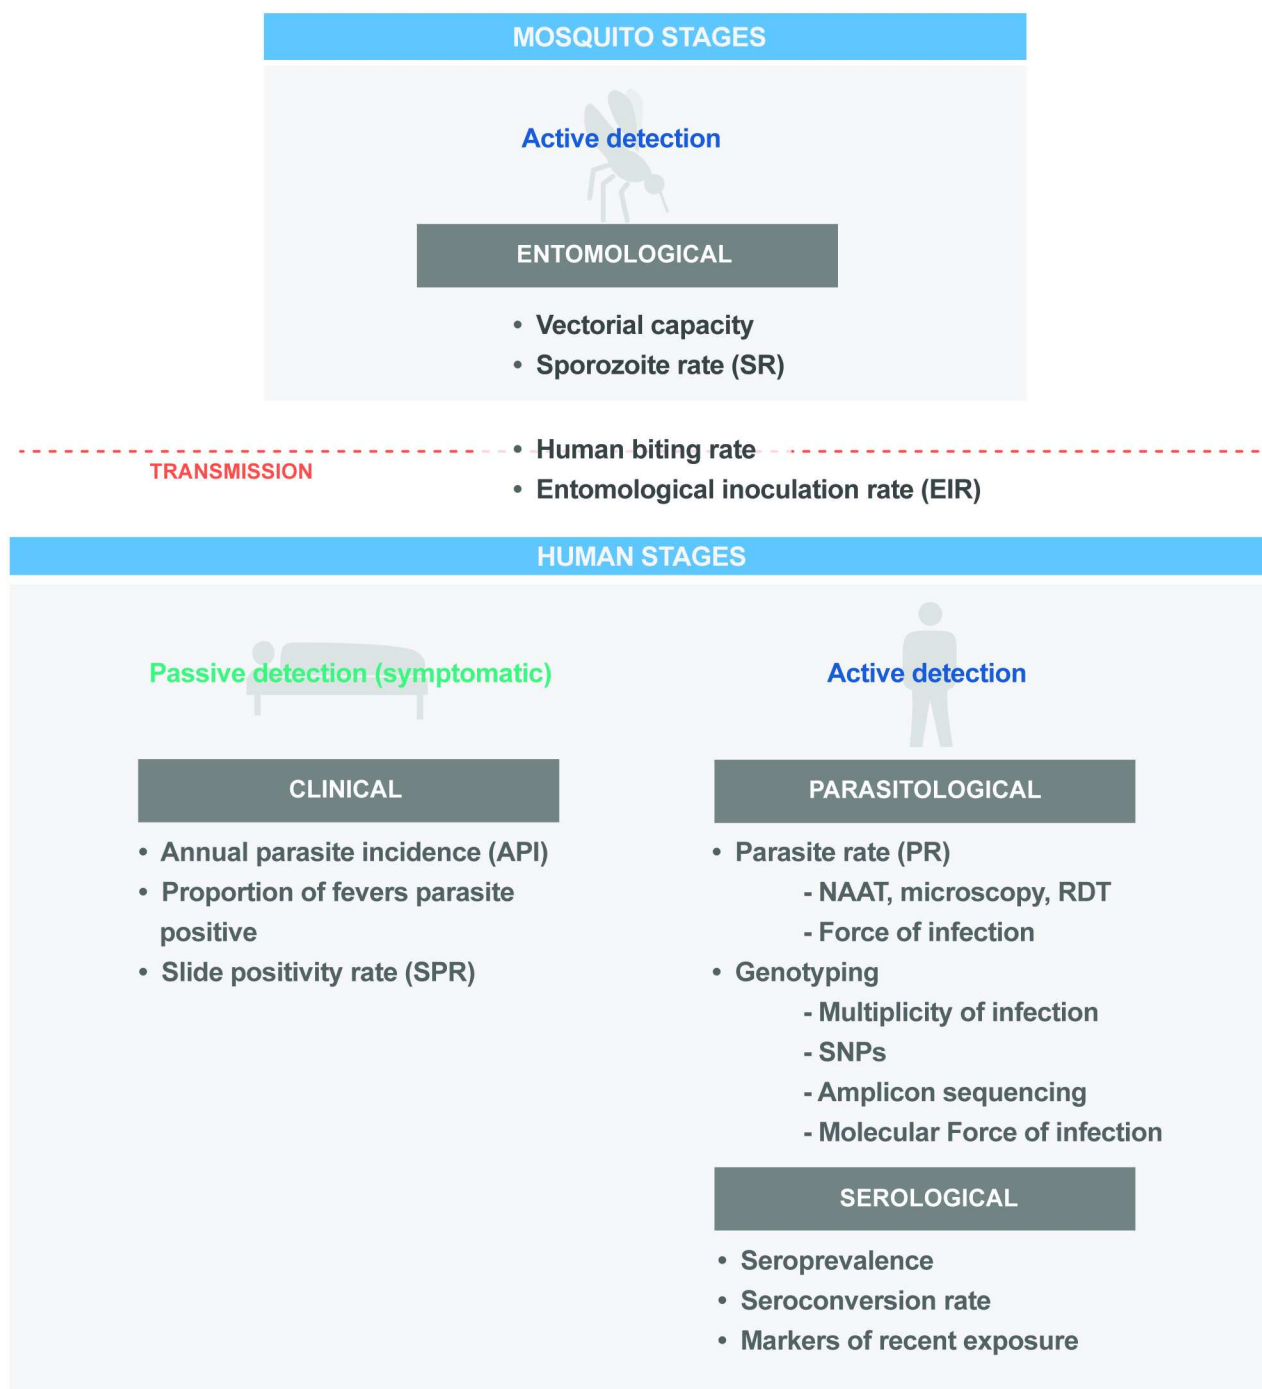 MOSQUITO STAGES
Active detection
ENTOMOLOGICAL
• Vectorial capacity
• Sporozoite rate (SR)
• Human biting rate
TRANSMISSION
• Entomological inoculation rate (EIR)
HUMAN STAGES
Passive detection (symptomatic)
CLINICAL
• Annual parasite incidence (API)
• Proportion of fevers parasite
positive
• Slide positivity rate (SPR)
Active detection
PARASITOLOGICAL
• Parasite rate (PR)
- NAAT, microscopy, RDT
- Force of infection
• Genotyping
- Multiplicity of infection
- SNPs
- Amplicon sequencing
- Molecular Force of infection
SEROLOGICAL
• Seroprevalence
• Seroconversion rate
• Markers of recent exposure